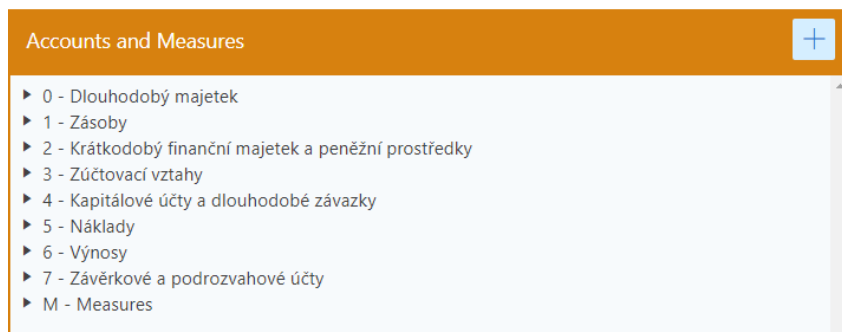 Accounts and Measures
0 - Dlouhodobý majetek
1 - Zásoby
2 - Krátkodobý finanční majetek a peněžní prostředky
3 - Zúčtovací vztahy
4 - Kapitálové účty a dlouhodobé závazky
5 - Náklady
6 - Výnosy
7 - Závěrkové a podrozvahové účty
M - Measures